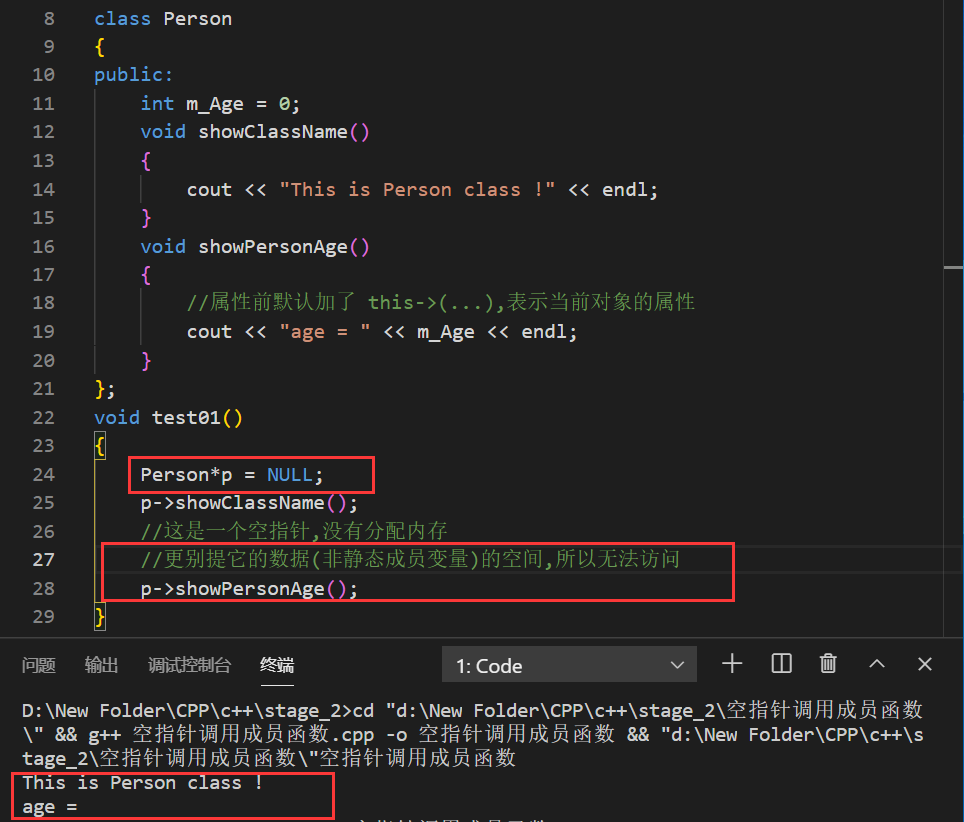 8 class Person
9 {
10 public:
11 int m_Age = 0;
12 void showClassName()
13 {
14 cout << "This is Person class !" << endl;
15 }
16 void showPersonAge()
17 {
18 //属性前默认加了 this->(...),表示当前对象的属性
19 cout << "age = " << m_Age << endl;
20 }
21 };
22 void test01()
23 {
24 Person*p = NULL;
25 p->showClassName();
26 //这是一个空指针,没有分配内存
27 //更别提它的数据(非静态成员变量)的空间,所以无法访问
28 p->showPersonAge();
29 }
问题 输出 调试控制台 终端 1: Code
D:\New Folder\CPP\c++\stage_2>cd "d:\New Folder\CPP\c++\stage_2\空指针调用成员函数
\" && g++ 空指针调用成员函数.cpp -o 空指针调用成员函数 && "d:\New Folder\CPP\c++\s
tage_2\空指针调用成员函数\"空指针调用成员函数
This is Person class !
age =